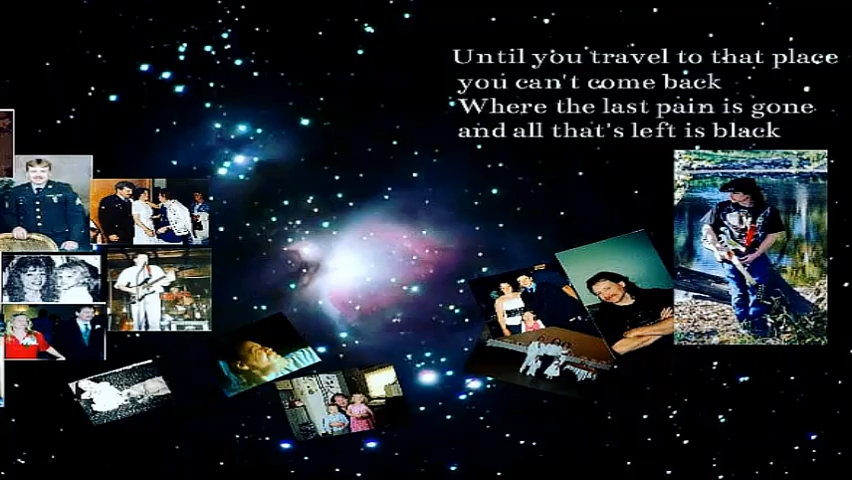 Until you travel to that place
you can't come back
Where the last pain is gone
and all that's left is black